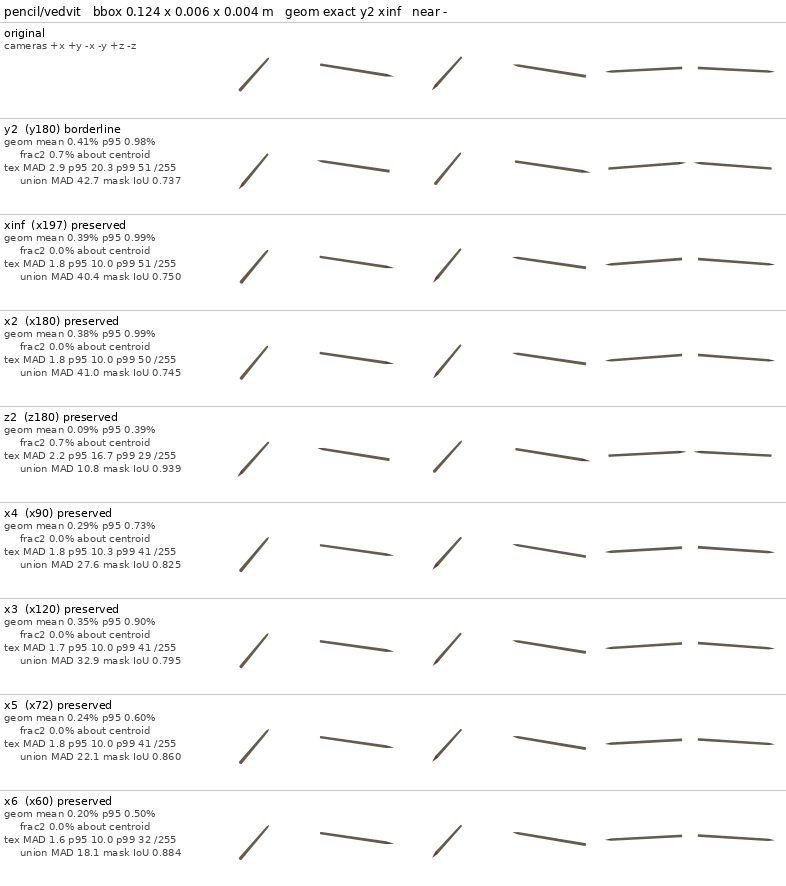 pencil/vedvit   bbox 0.124 x 0.006 x 0.004 m   geom exact y2 xinf   near -
original
cameras +x +y -x -y +z -z
y2  (y180) borderline
geom mean 0.41% p95 0.98%
frac2 0.7% about centroid
tex MAD 2.9 p95 20.3 p99 51 /255
union MAD 42.7 mask IoU 0.737
xinf  (x197) preserved
geom mean 0.39% p95 0.99%
frac2 0.0% about centroid
tex MAD 1.8 p95 10.0 p99 51 /255
union MAD 40.4 mask IoU 0.750
x2  (x180) preserved
geom mean 0.38% p95 0.99%
frac2 0.0% about centroid
tex MAD 1.8 p95 10.0 p99 50 /255
union MAD 41.0 mask IoU 0.745
z2  (z180) preserved
geom mean 0.09% p95 0.39%
frac2 0.7% about centroid
tex MAD 2.2 p95 16.7 p99 29 /255
union MAD 10.8 mask IoU 0.939
x4  (x90) preserved
geom mean 0.29% p95 0.73%
frac2 0.0% about centroid
tex MAD 1.8 p95 10.3 p99 41 /255
union MAD 27.6 mask IoU 0.825
x3  (x120) preserved
geom mean 0.35% p95 0.90%
frac2 0.0% about centroid
tex MAD 1.7 p95 10.0 p99 41 /255
union MAD 32.9 mask IoU 0.795
x5  (x72) preserved
geom mean 0.24% p95 0.60%
frac2 0.0% about centroid
tex MAD 1.8 p95 10.0 p99 41 /255
union MAD 22.1 mask IoU 0.860
x6  (x60) preserved
geom mean 0.20% p95 0.50%
frac2 0.0% about centroid
tex MAD 1.6 p95 10.0 p99 32 /255
union MAD 18.1 mask IoU 0.884